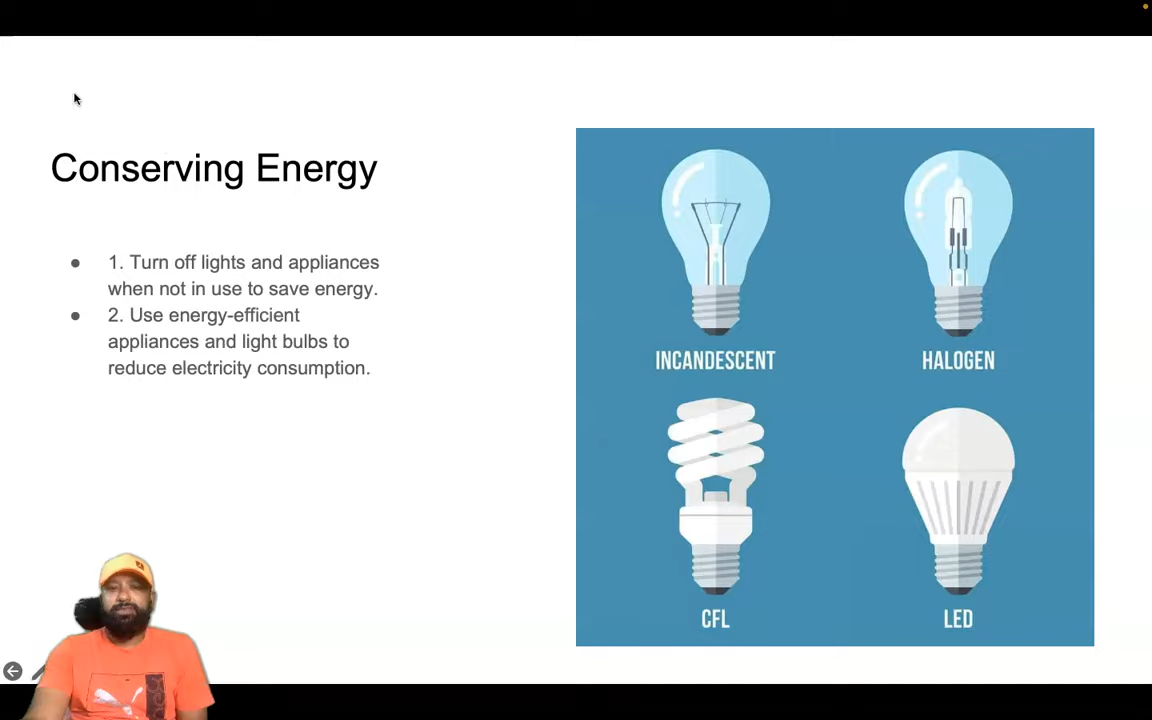 Conserving Energy
● 1. Turn off lights and appliances
when not in use to save energy.
● 2. Use energy-efficient
appliances and light bulbs to
reduce electricity consumption.
INCANDESCENT
HALOGEN
CFL
LED